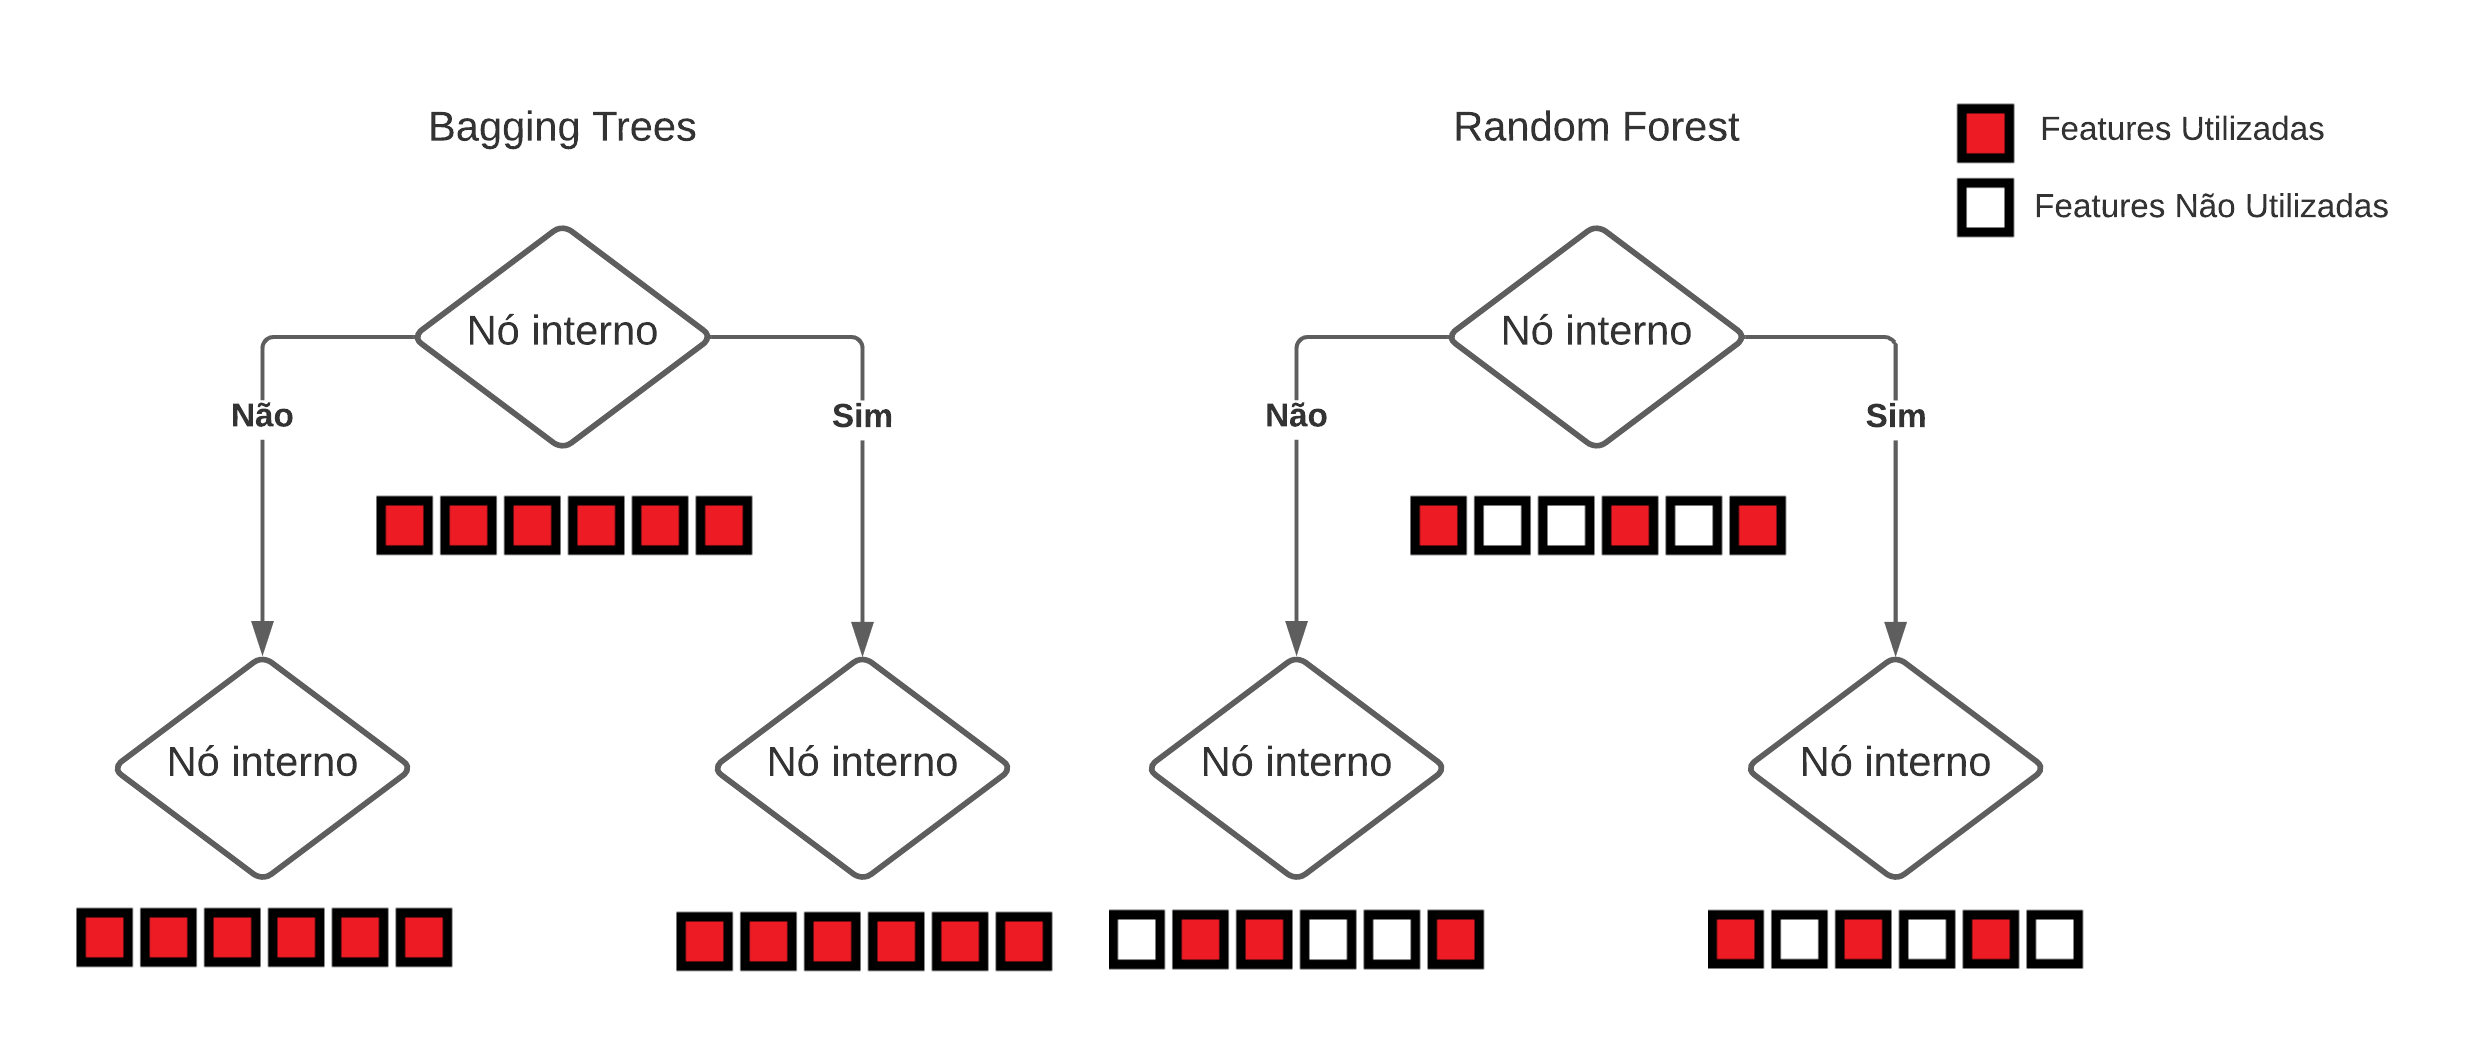 Bagging Trees
Random Forest
Features Utilizadas
Features Não Utilizadas
Nó interno
Nó interno
Não
Sim
Não
Sim
Nó interno
Nó interno
Nó interno
Nó interno